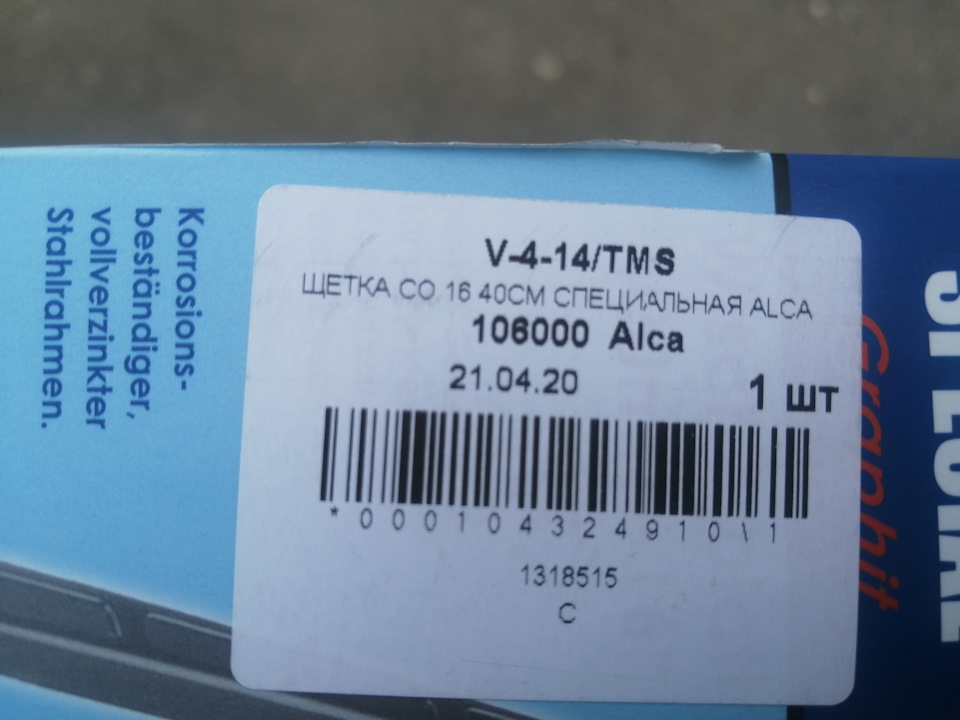 V-4-14/TMS
ЩЕТКА СО 16 40СМ СПЕЦИАЛЬНАЯ ALCA
106000 Alca
21.04.20
1 шт
*000104324910\1
1318515
C
Korrosions-
beständiger,
vollverzinkter
Stahlrahmen.
Graphit
SPECIAL